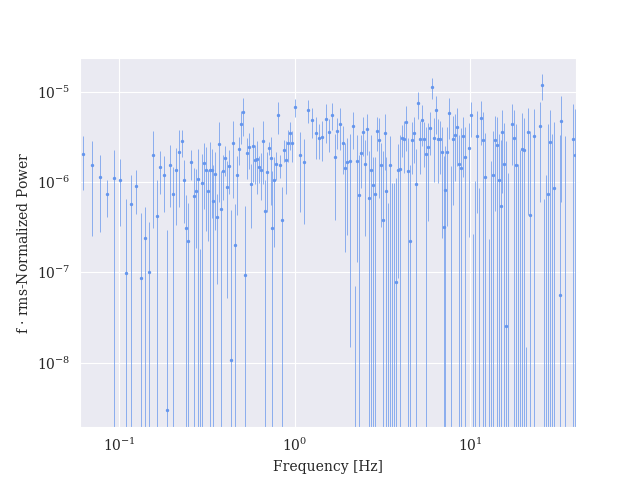 10⁻⁵
10⁻⁶
10⁻⁷
10⁻⁸
f · rms-Normalized Power
10⁻¹ 10⁰ 10¹
Frequency [Hz]